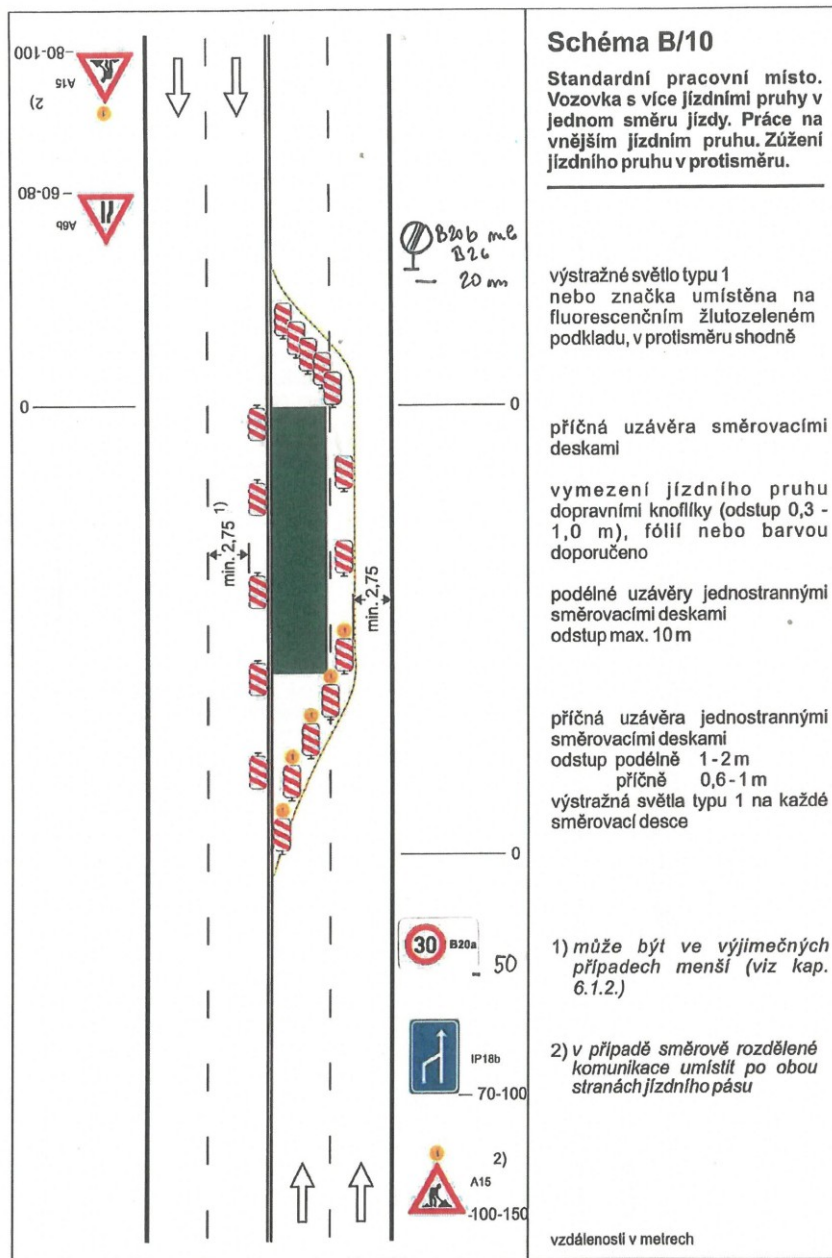 Schéma B/10
Standardní pracovní místo.
Vozovka s více jízdními pruhy v
jednom směru jízdy. Práce na
vnějším jízdním pruhu. Zúžení
jízdního pruhu v protisměru.
80-100
A15
2)
60-80
A6b
B20b
B26
20 m
výstražné světlo typu 1
nebo značka umístěna na
fluorescenčním žlutozeleném
podkladu, v protisměru shodně
0
0
příčná uzávěra směrovacími
deskami
vymezení jízdního pruhu
dopravními knoflíky (odstup 0,3 -
1,0 m), fólií nebo barvou
doporučeno
min. 2,75 1)
min. 2,75
podélné uzávěry jednostrannými
směrovacími deskami
odstup max. 10 m
příčná uzávěra jednostrannými
směrovacími deskami
odstup podélně 1-2 m
příčně 0,6-1 m
výstražná světla typu 1 na každé
směrovací desce
0
30
B20a
50
1) může být ve výjimečných
případech menší (viz kap.
6.1.2.)
IP18b
70-100
2) v případě směrově rozdělené
komunikace umístit po obou
stranách jízdního pásu
2)
A15
-100-150
vzdálenosti v metrech